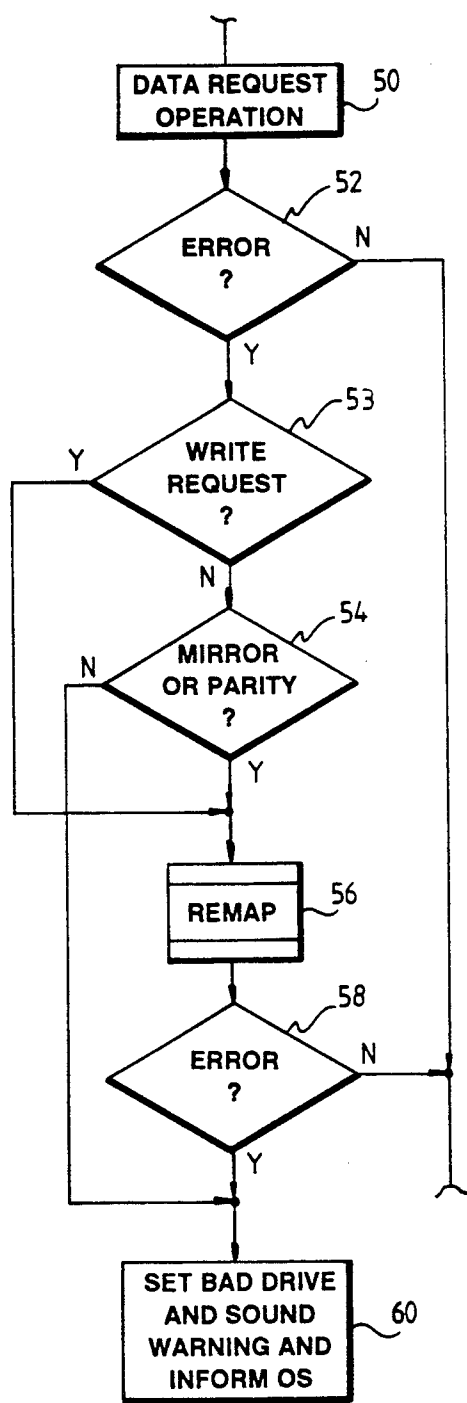 DATA REQUEST
OPERATION
50
52
ERROR
?
N
Y
53
Y
WRITE
REQUEST
?
N
54
N
MIRROR
OR PARITY
?
Y
REMAP
56
58
ERROR
?
N
Y
SET BAD DRIVE
AND SOUND
WARNING AND
INFORM OS
60